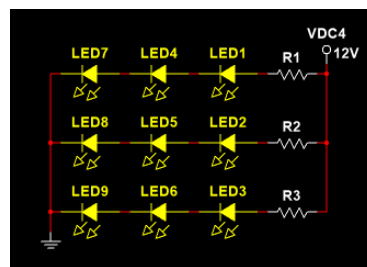 VDC4
12V
LED7 LED4 LED1 R1
LED8 LED5 LED2 R2
LED9 LED6 LED3 R3